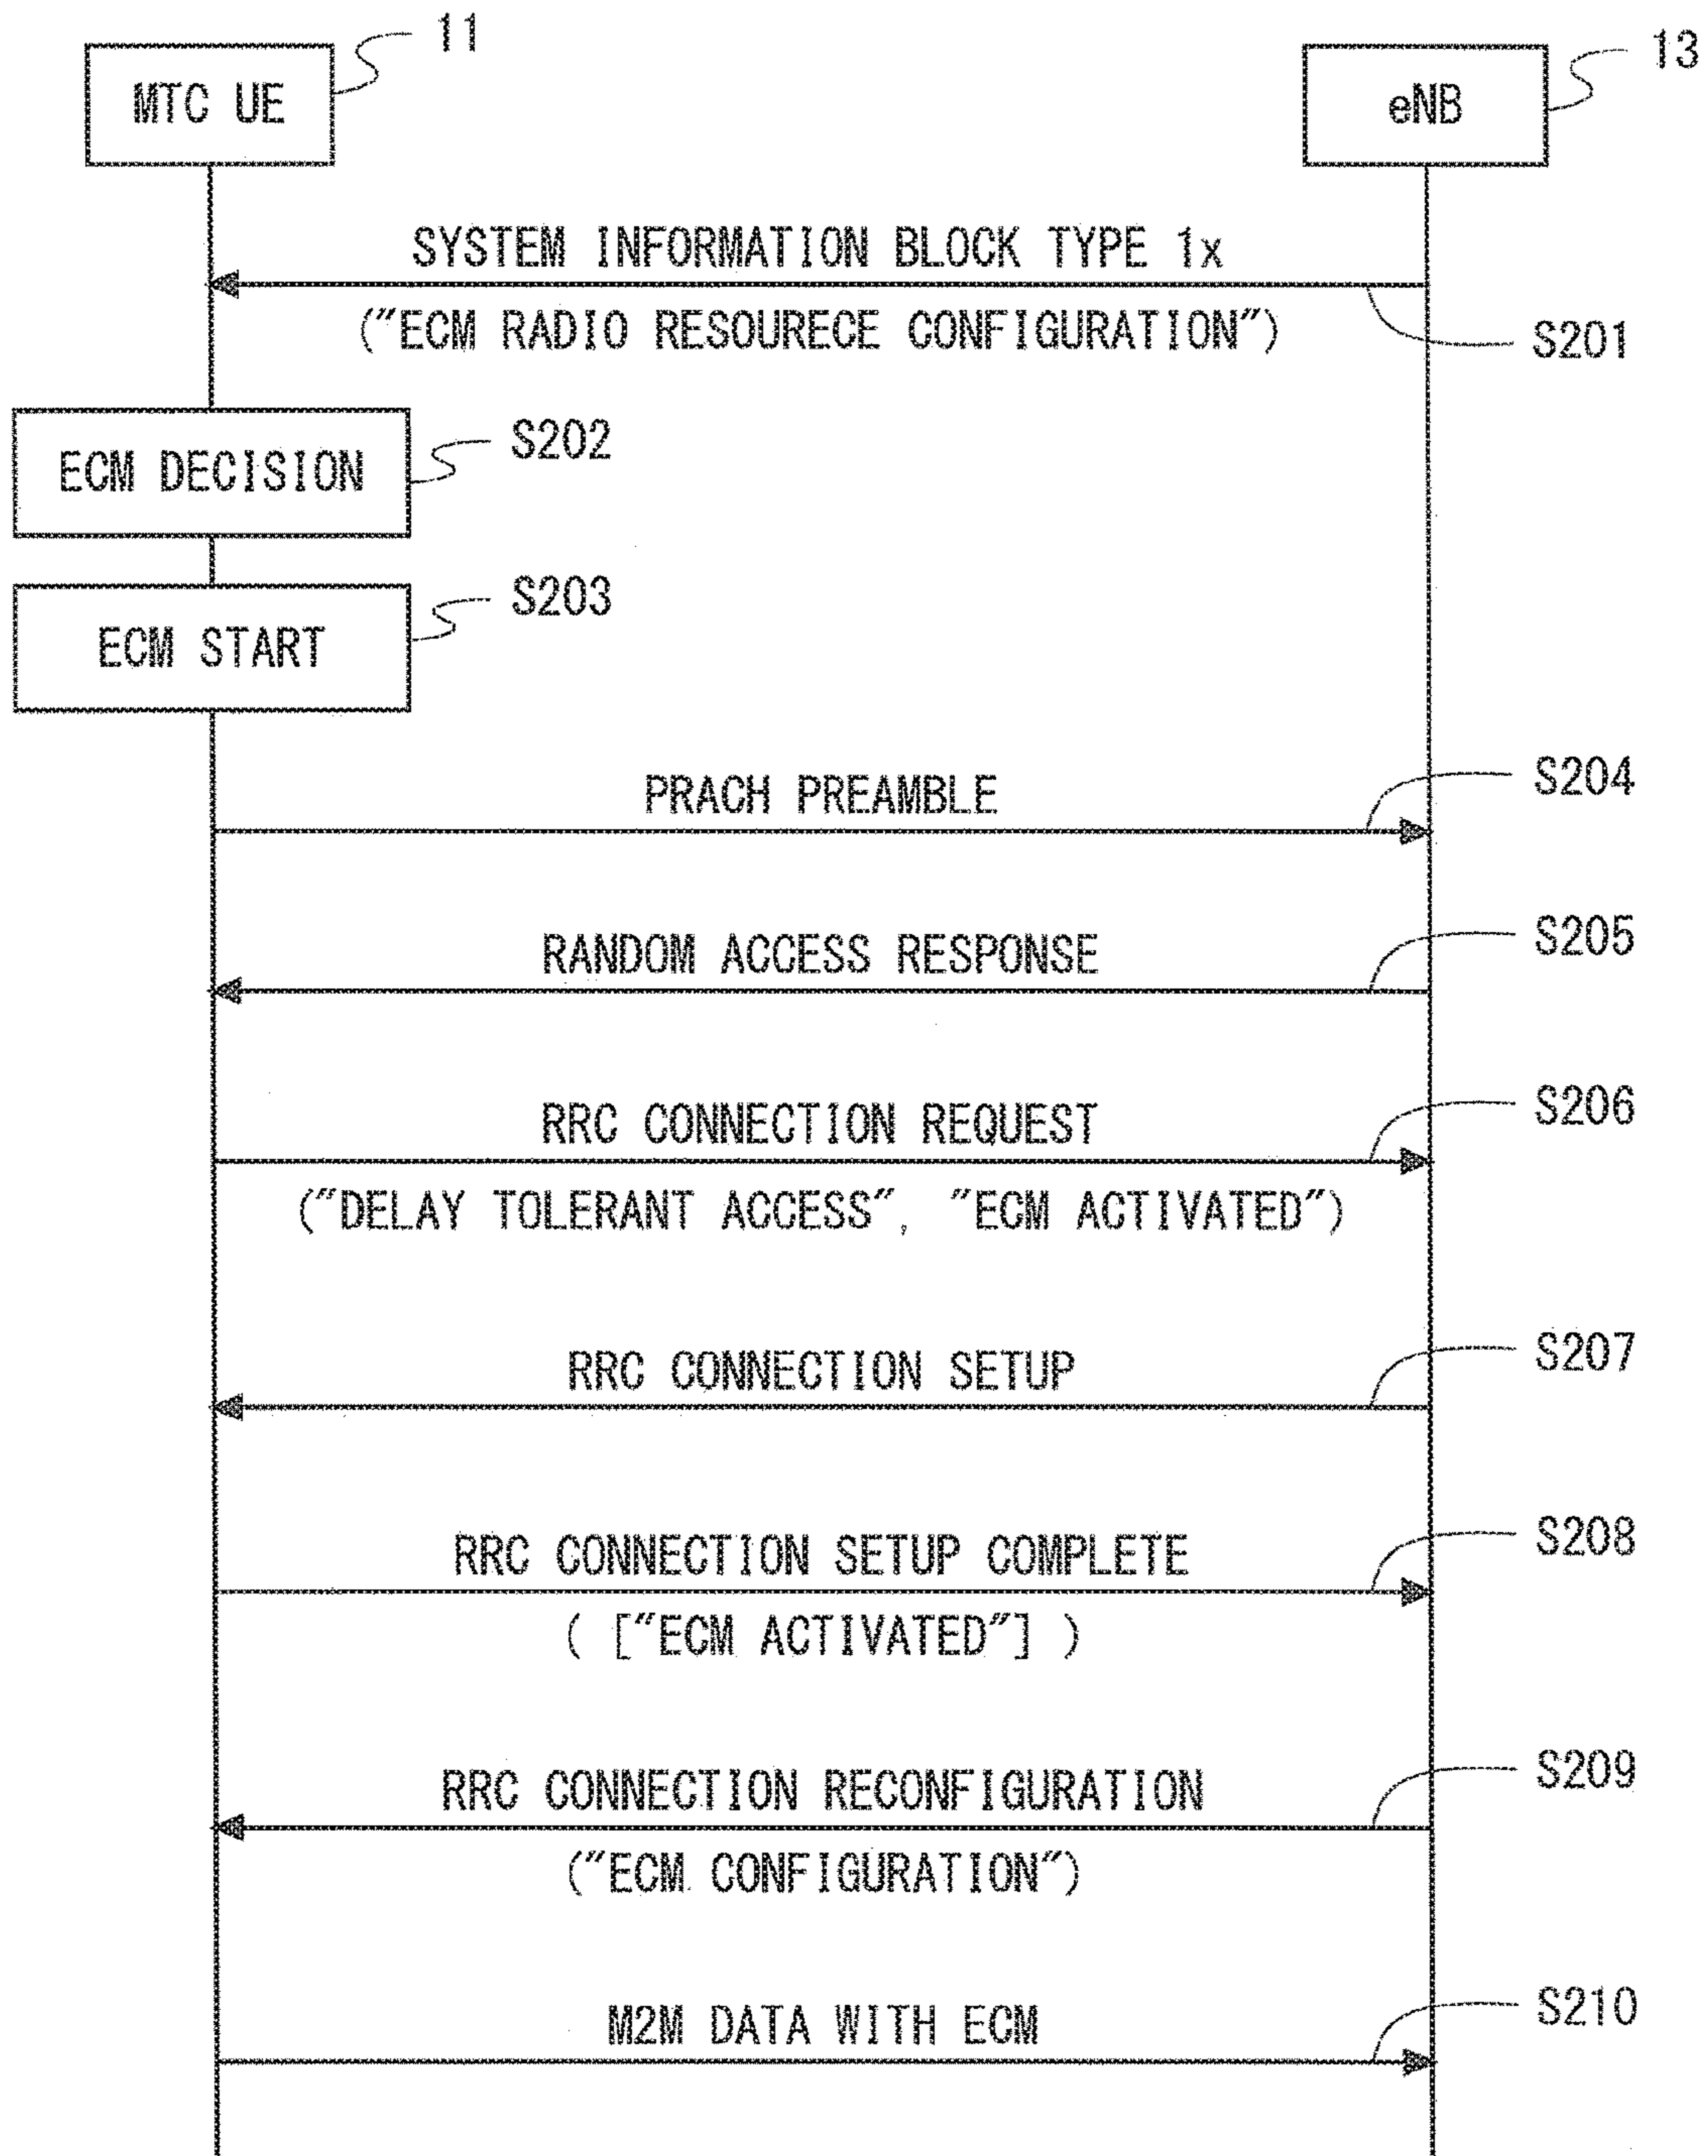 11
13
MTC UE
eNB
SYSTEM INFORMATION BLOCK TYPE 1x
("ECM RADIO RESOURECE CONFIGURATION")
S201
ECM DECISION
S202
ECM START
S203
PRACH PREAMBLE
S204
RANDOM ACCESS RESPONSE
S205
RRC CONNECTION REQUEST
S206
("DELAY TOLERANT ACCESS", "ECM ACTIVATED")
RRC CONNECTION SETUP
S207
RRC CONNECTION SETUP COMPLETE
S208
( ["ECM ACTIVATED"] )
RRC CONNECTION RECONFIGURATION
S209
("ECM CONFIGURATION")
M2M DATA WITH ECM
S210